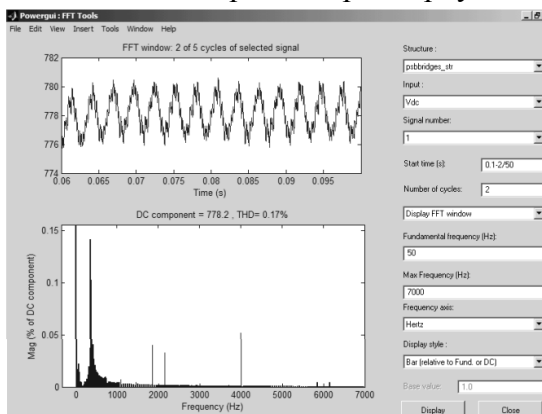 Powergui : FFT Tools
File Edit View Insert Tools Window Help
FFT window: 2 of 5 cycles of selected signal
782
780
778
776
774
0.06 0.065 0.07 0.075 0.08 0.085 0.09 0.095
Time (s)
DC component = 778.2 , THD= 0.17%
0.15
0.1
0.05
0
Mag (% of DC component)
0 1000 2000 3000 4000 5000 6000 7000
Frequency (Hz)
Structure :
psbbridges_str
Input :
Vdc
Signal number:
1
Start time (s): 0.1-2/50
Number of cycles: 2
Display FFT window
Fundamental frequency (Hz):
50
Max Frequency (Hz):
7000
Frequency axis:
Hertz
Display style :
Bar (relative to Fund. or DC)
Base value: 1.0
Display Close